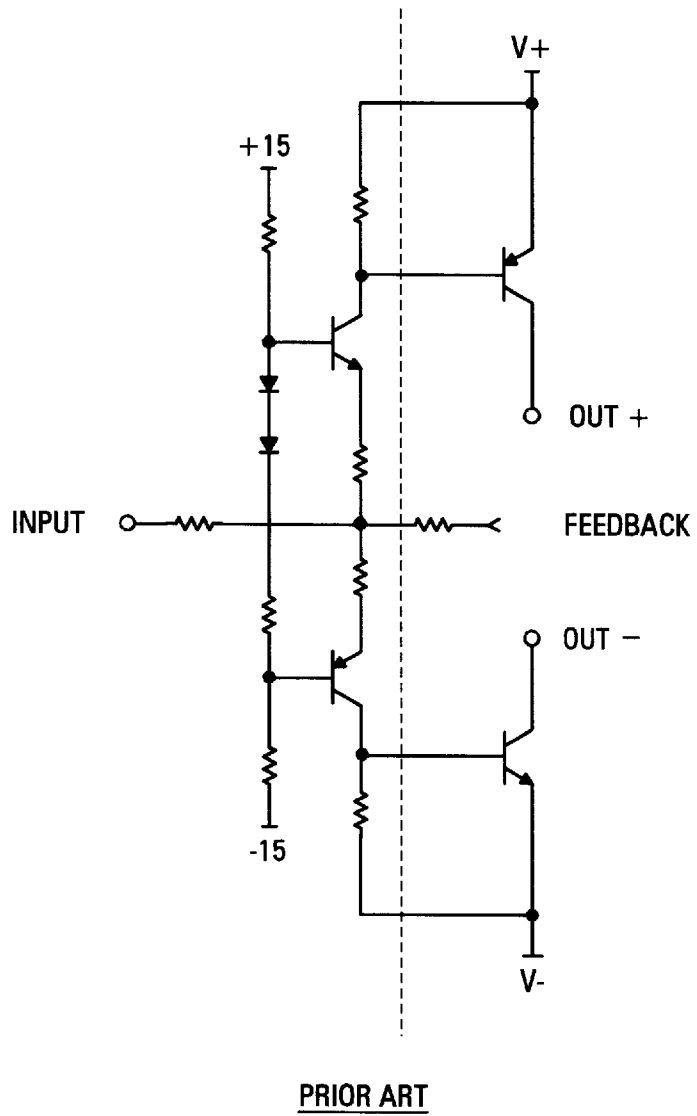 V+
+15
OUT +
INPUT
FEEDBACK
OUT −
-15
V-
PRIOR ART